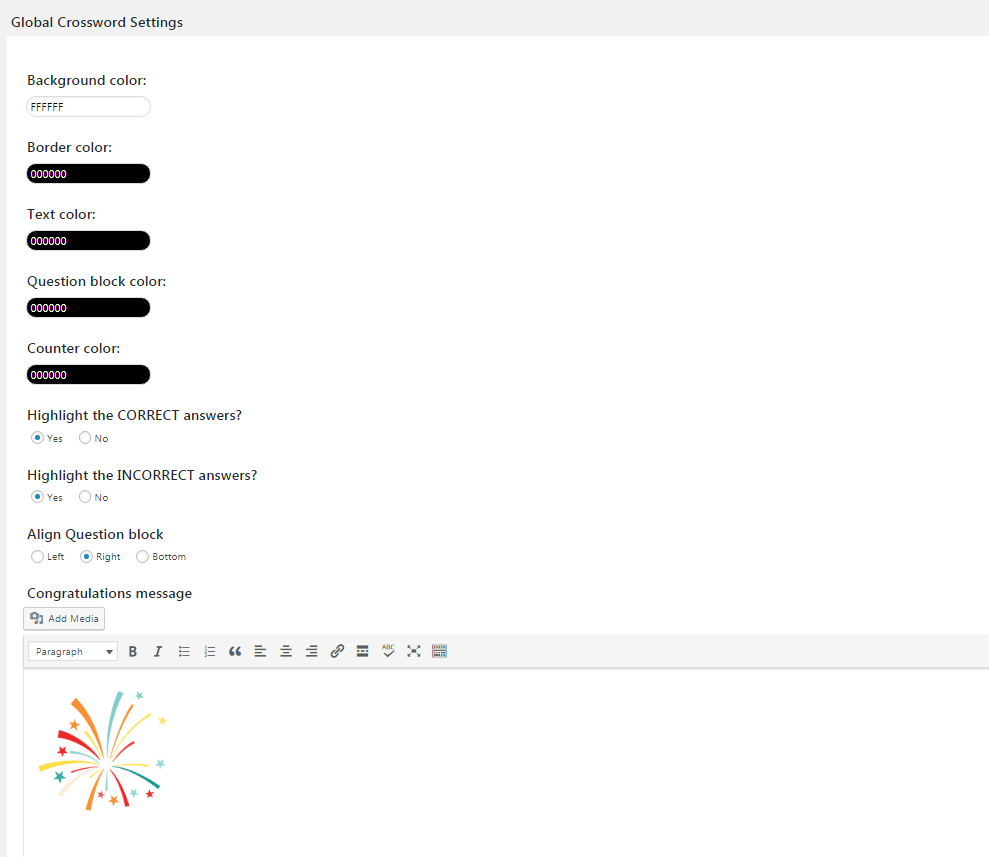 Global Crossword Settings
Background color:
FFFFFF
Border color:
000000
Text color:
000000
Question block color:
000000
Counter color:
000000
Highlight the CORRECT answers?
Yes No
Highlight the INCORRECT answers?
Yes No
Align Question block
Left Right Bottom
Congratulations message
Add Media
Paragraph B I ABC